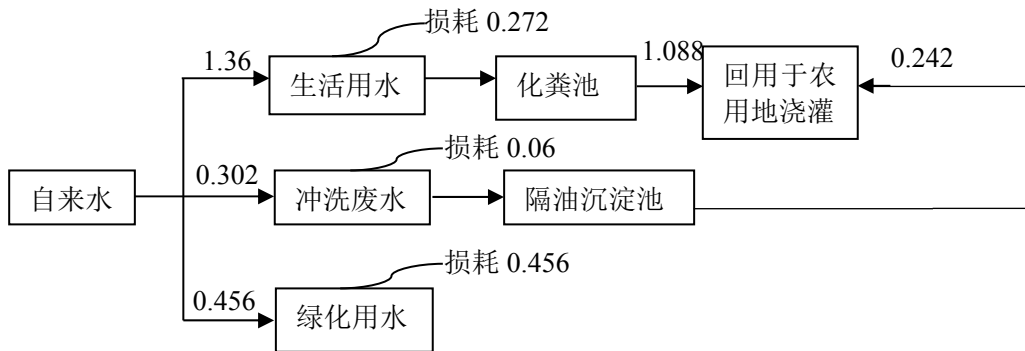 损耗 0.272
1.36
生活用水
化粪池
1.088
回用于农
用地浇灌
0.242
损耗 0.06
自来水
0.302
冲洗废水
隔油沉淀池
损耗 0.456
0.456
绿化用水